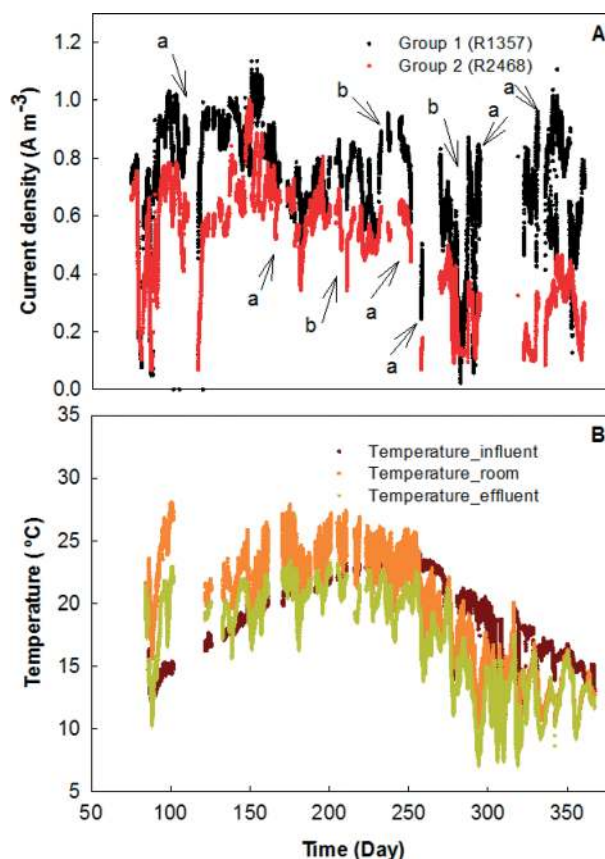 A
Group 1 (R1357)
Group 2 (R2468)
1.2
1.0
0.8
0.6
0.4
0.2
0.0
Current density (A m⁻³)
a
b
b
a
a
a
b
a
a
B
Temperature_influent
Temperature_room
Temperature_effluent
35
30
25
20
15
10
5
Temperature ( ºC)
50 100 150 200 250 300 350
Time (Day)